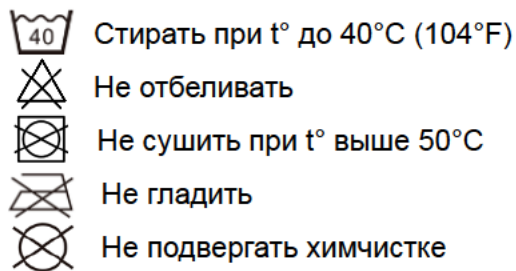 40 Стирать при t° до 40°C (104°F)
Не отбеливать
Не сушить при t° выше 50°C
Не гладить
Не подвергать химчистке